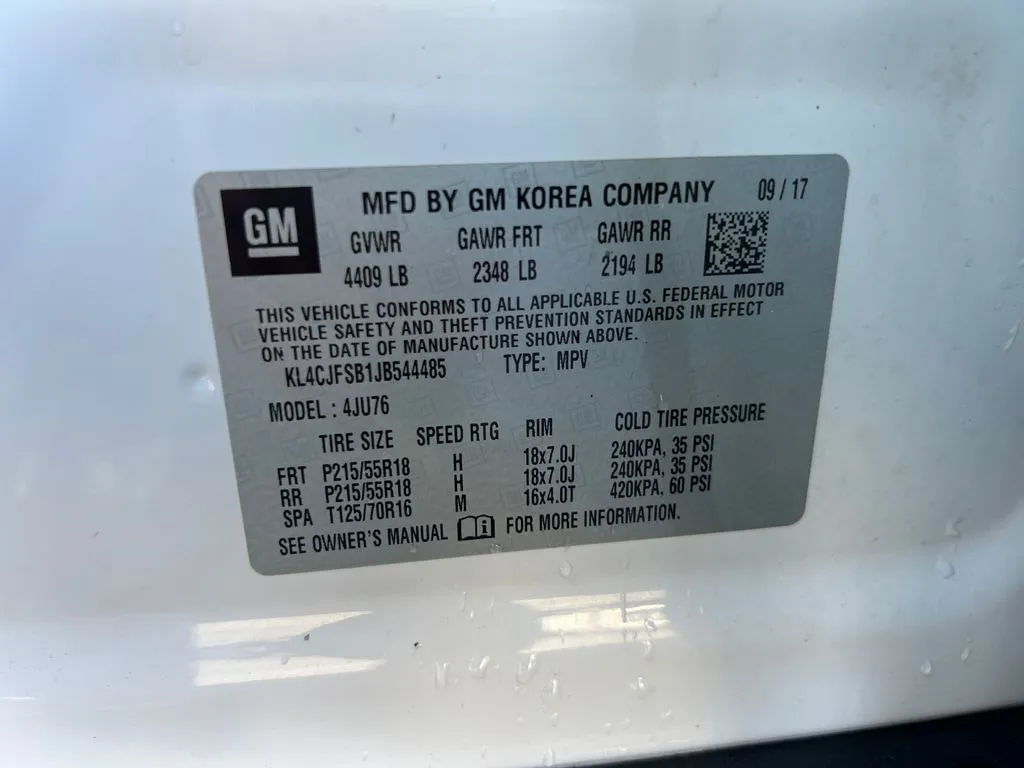 GM
MFD BY GM KOREA COMPANY 09 / 17
GVWR GAWR FRT GAWR RR
4409 LB 2348 LB 2194 LB
THIS VEHICLE CONFORMS TO ALL APPLICABLE U.S. FEDERAL MOTOR
VEHICLE SAFETY AND THEFT PREVENTION STANDARDS IN EFFECT
ON THE DATE OF MANUFACTURE SHOWN ABOVE.
KL4CJFSB1JB544485 TYPE: MPV
MODEL : 4JU76
TIRE SIZE SPEED RTG RIM COLD TIRE PRESSURE
FRT P215/55R18 H 18x7.0J 240KPA, 35 PSI
RR P215/55R18 H 18x7.0J 240KPA, 35 PSI
SPA T125/70R16 M 16x4.0T 420KPA, 60 PSI
SEE OWNER'S MANUAL FOR MORE INFORMATION.